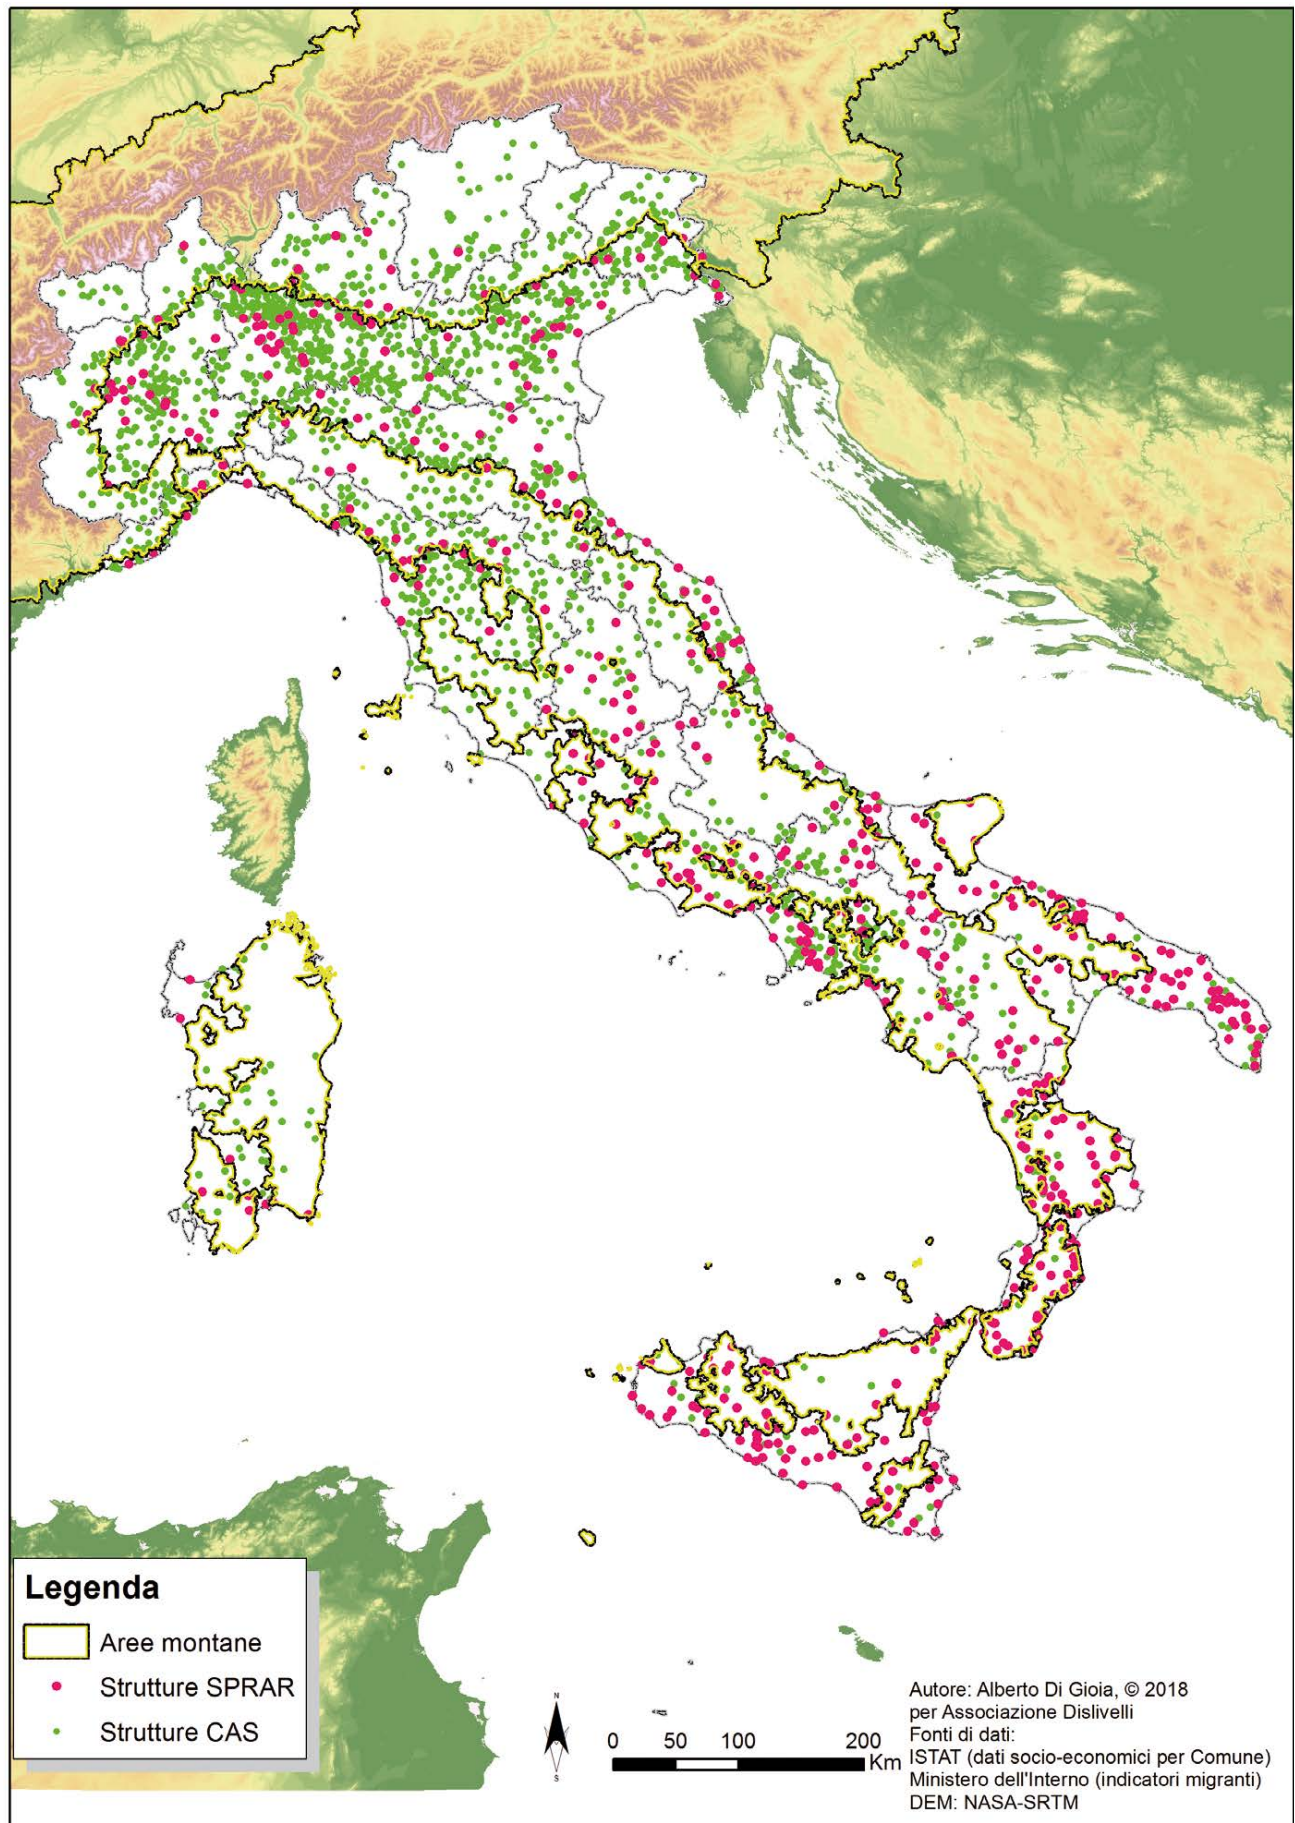 Legenda
Aree montane
Strutture SPRAR
Strutture CAS
N
S
0 50 100 200
Km
Autore: Alberto Di Gioia, © 2018
per Associazione Dislivelli
Fonti di dati:
ISTAT (dati socio-economici per Comune)
Ministero dell'Interno (indicatori migranti)
DEM: NASA-SRTM